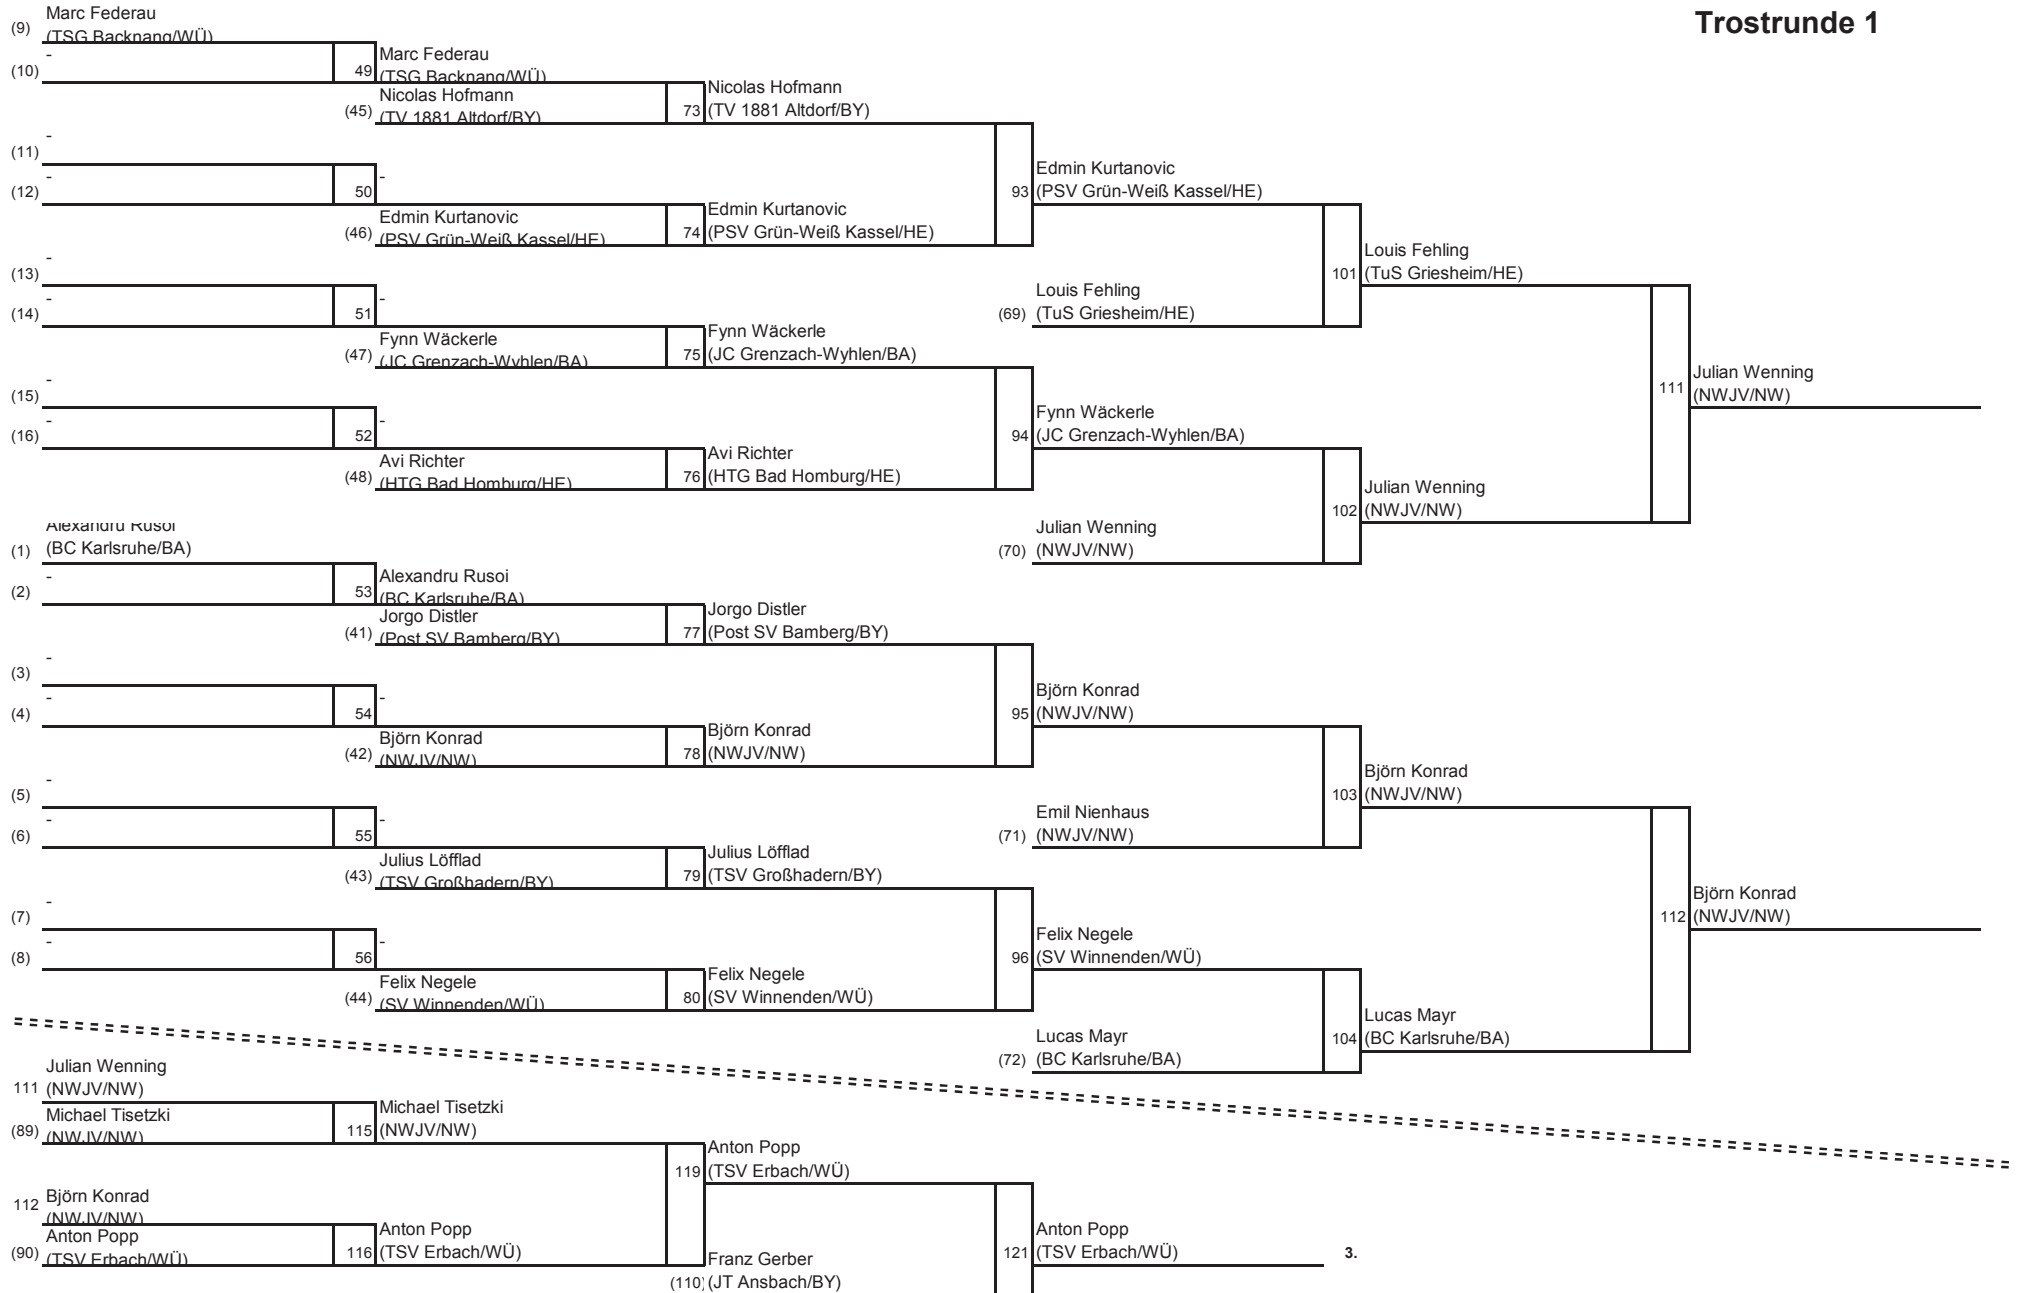 Trostrunde 1
Marc Federau
(9) (TSG Backnang/WÜ)
-
(10)
49
Marc Federau
(TSG Backnang/WÜ)
Nicolas Hofmann
(45) (TV 1881 Altdorf/BY)
73
Nicolas Hofmann
(TV 1881 Altdorf/BY)
-
(11)
-
(12)
50
-
Edmin Kurtanovic
(46) (PSV Grün-Weiß Kassel/HE)
74
Edmin Kurtanovic
(PSV Grün-Weiß Kassel/HE)
93
Edmin Kurtanovic
(PSV Grün-Weiß Kassel/HE)
-
(13)
-
(14)
51
-
Fynn Wäckerle
(47) (JC Grenzach-Wyhlen/BA)
75
Fynn Wäckerle
(JC Grenzach-Wyhlen/BA)
Louis Fehling
(69) (TuS Griesheim/HE)
101
Louis Fehling
(TuS Griesheim/HE)
-
(15)
-
(16)
52
-
Avi Richter
(48) (HTG Bad Homburg/HE)
76
Avi Richter
(HTG Bad Homburg/HE)
94
Fynn Wäckerle
(JC Grenzach-Wyhlen/BA)
111
Julian Wenning
(NWJV/NW)
Julian Wenning
(70) (NWJV/NW)
102
Julian Wenning
(NWJV/NW)
Alexandru Rusoi
(1) (BC Karlsruhe/BA)
-
(2)
53
Alexandru Rusoi
(BC Karlsruhe/BA)
Jorgo Distler
(41) (Post SV Bamberg/BY)
77
Jorgo Distler
(Post SV Bamberg/BY)
-
(3)
-
(4)
54
-
Björn Konrad
(42) (NWJV/NW)
78
Björn Konrad
(NWJV/NW)
95
Björn Konrad
(NWJV/NW)
-
(5)
-
(6)
55
-
Julius Löfflad
(43) (TSV Großhadern/BY)
79
Julius Löfflad
(TSV Großhadern/BY)
Emil Nienhaus
(71) (NWJV/NW)
103
Björn Konrad
(NWJV/NW)
-
(7)
-
(8)
56
-
Felix Negele
(44) (SV Winnenden/WÜ)
80
Felix Negele
(SV Winnenden/WÜ)
96
Felix Negele
(SV Winnenden/WÜ)
112
Björn Konrad
(NWJV/NW)
Lucas Mayr
(72) (BC Karlsruhe/BA)
104
Lucas Mayr
(BC Karlsruhe/BA)
Julian Wenning
111 (NWJV/NW)
Michael Tisetzki
(89) (NWJV/NW)
115
Michael Tisetzki
(NWJV/NW)
119
Anton Popp
(TSV Erbach/WÜ)
Björn Konrad
112 (NWJV/NW)
Anton Popp
(90) (TSV Erbach/WÜ)
116
Anton Popp
(TSV Erbach/WÜ)
Franz Gerber
(110) (JT Ansbach/BY)
121
Anton Popp
(TSV Erbach/WÜ)
3.